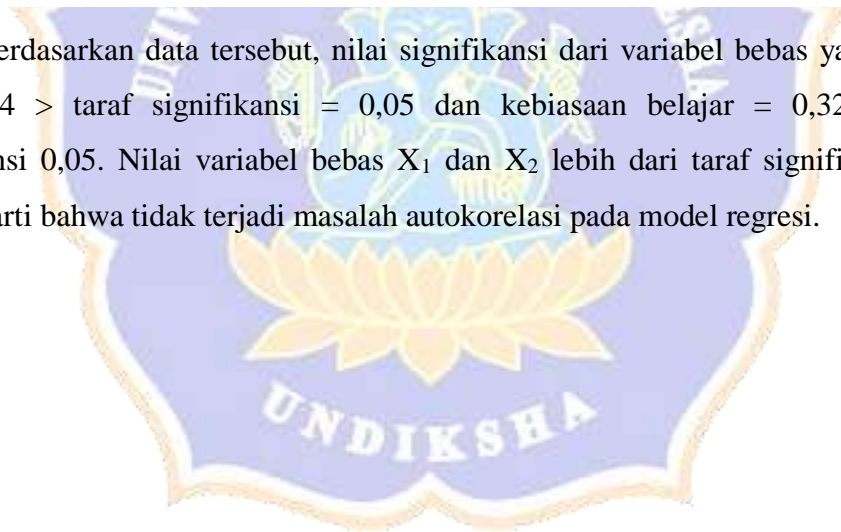 erdasarkan data tersebut, nilai signifikansi dari variabel bebas ya
4 > taraf signifikansi = 0,05 dan kebiasaan belajar = 0,32
nsi 0,05. Nilai variabel bebas X₁ dan X₂ lebih dari taraf signifi
arti bahwa tidak terjadi masalah autokorelasi pada model regresi.
UNDIKSHA